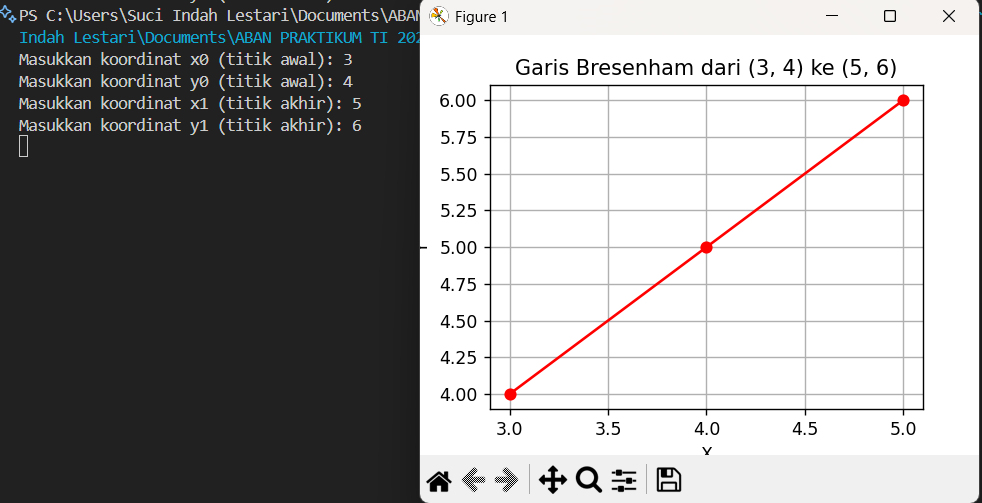 PS C:\Users\Suci Indah Lestari\Documents\ABAN
Indah Lestari\Documents\ABAN PRAKTIKUM TI 202
Masukkan koordinat x0 (titik awal): 3
Masukkan koordinat y0 (titik awal): 4
Masukkan koordinat x1 (titik akhir): 5
Masukkan koordinat y1 (titik akhir): 6
Figure 1
Garis Bresenham dari (3, 4) ke (5, 6)
6.00
5.75
5.50
5.25
5.00
4.75
4.50
4.25
4.00
3.0 3.5 4.0 4.5 5.0
X